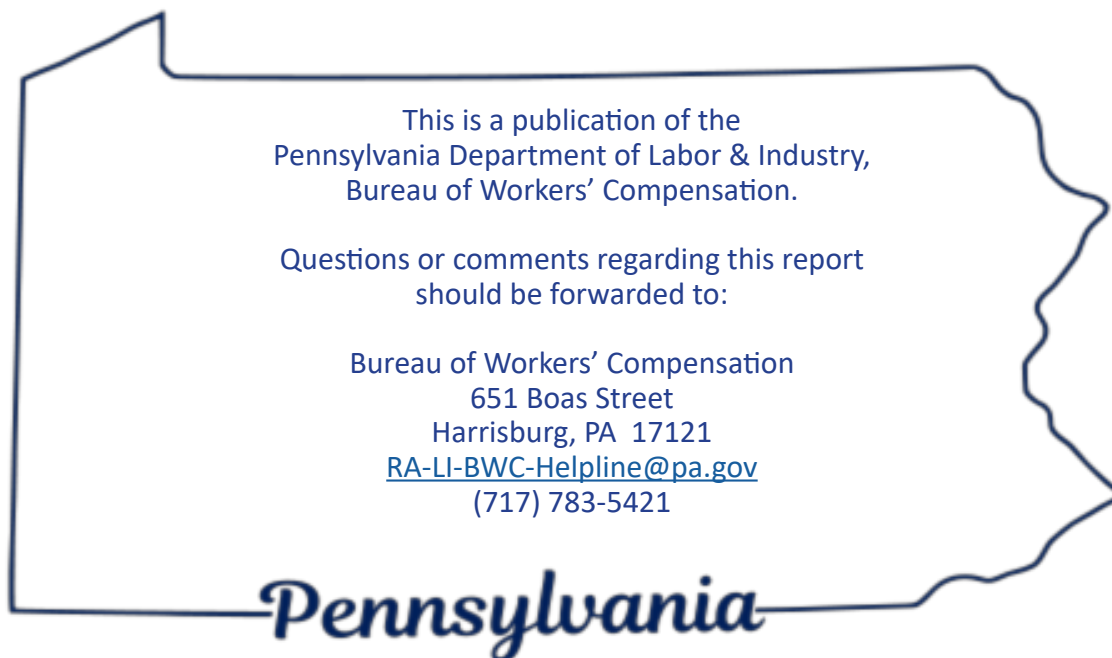 This is a publication of the
Pennsylvania Department of Labor & Industry,
Bureau of Workers’ Compensation.
Questions or comments regarding this report
should be forwarded to:
Bureau of Workers’ Compensation
651 Boas Street
Harrisburg, PA  17121
RA-LI-BWC-Helpline@pa.gov
(717) 783-5421
Pennsylvania